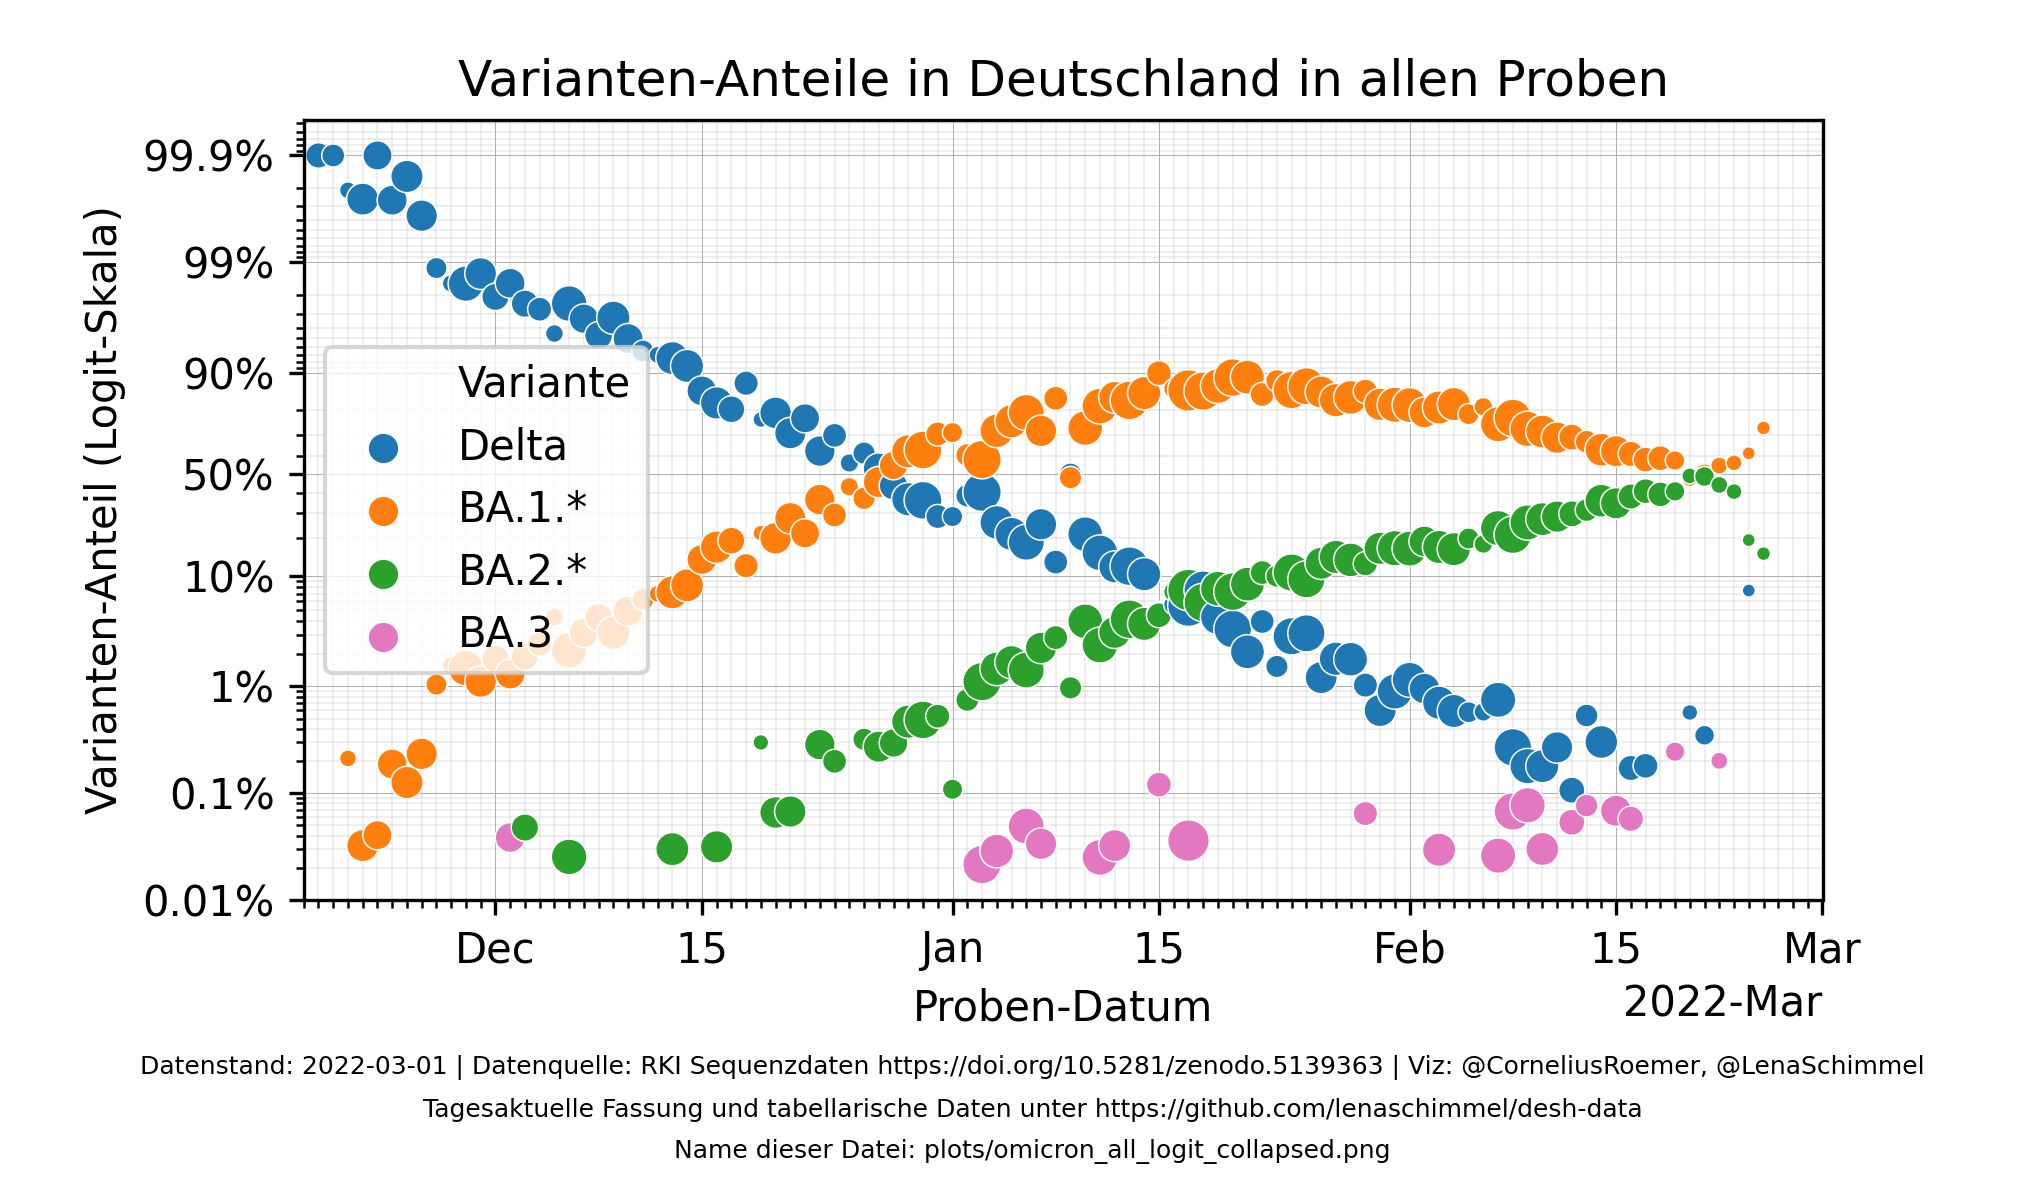 Varianten-Anteile in Deutschland in allen Proben
Varianten-Anteil (Logit-Skala)
99.9%
99%
90%
50%
10%
1%
0.1%
0.01%
Variante
Delta
BA.1.*
BA.2.*
BA.3
Dec 15 Jan 15 Feb 15 Mar
Proben-Datum
2022-Mar
Datenstand: 2022-03-01 | Datenquelle: RKI Sequenzdaten https://doi.org/10.5281/zenodo.5139363 | Viz: @CorneliusRoemer, @LenaSchimmel
Tagesaktuelle Fassung und tabellarische Daten unter https://github.com/lenaschimmel/desh-data
Name dieser Datei: plots/omicron_all_logit_collapsed.png